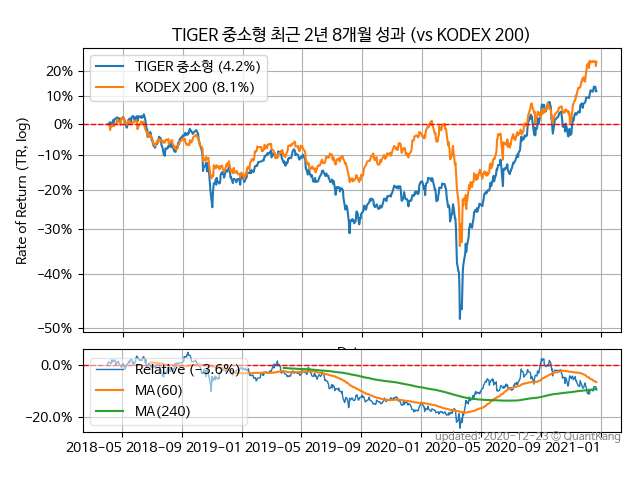 TIGER 중소형 최근 2년 8개월 성과 (vs KODEX 200)
TIGER 중소형 (4.2%)
KODEX 200 (8.1%)
Rate of Return (TR, log)
20%
10%
0%
−10%
−20%
−30%
−40%
−50%
0.0%
−20.0%
Relative (−3.6%)
MA(60)
MA(240)
updated: 2020-12-23 ⓒ QuantKang
2018−05 2018−09 2019−01 2019−05 2019−09 2020−01 2020−05 2020−09 2021−01